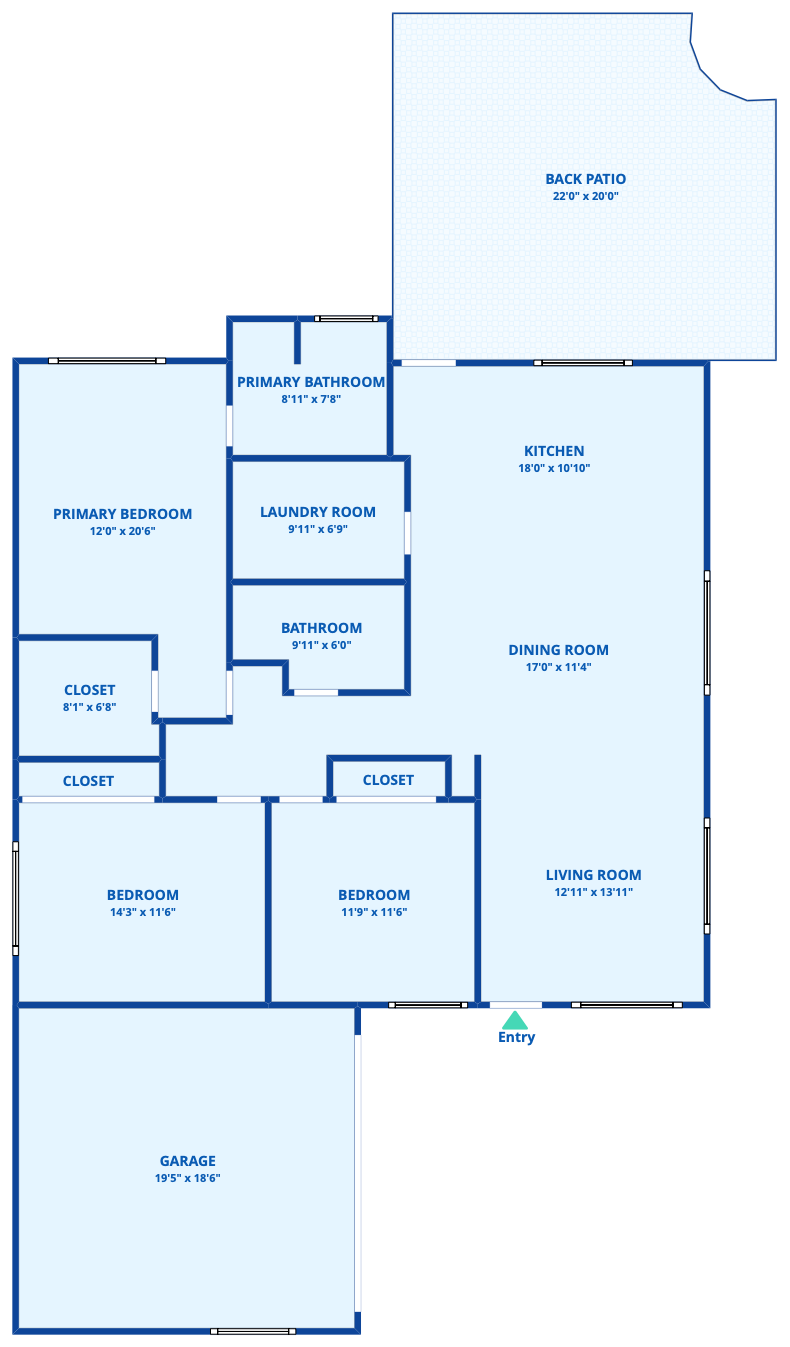 BACK PATIO
22'0" x 20'0"
PRIMARY BATHROOM
8'11" x 7'8"
KITCHEN
18'0" x 10'10"
PRIMARY BEDROOM
12'0" x 20'6"
LAUNDRY ROOM
9'11" x 6'9"
BATHROOM
9'11" x 6'0"
DINING ROOM
17'0" x 11'4"
CLOSET
8'1" x 6'8"
CLOSET
CLOSET
BEDROOM
14'3" x 11'6"
BEDROOM
11'9" x 11'6"
LIVING ROOM
12'11" x 13'11"
Entry
GARAGE
19'5" x 18'6"